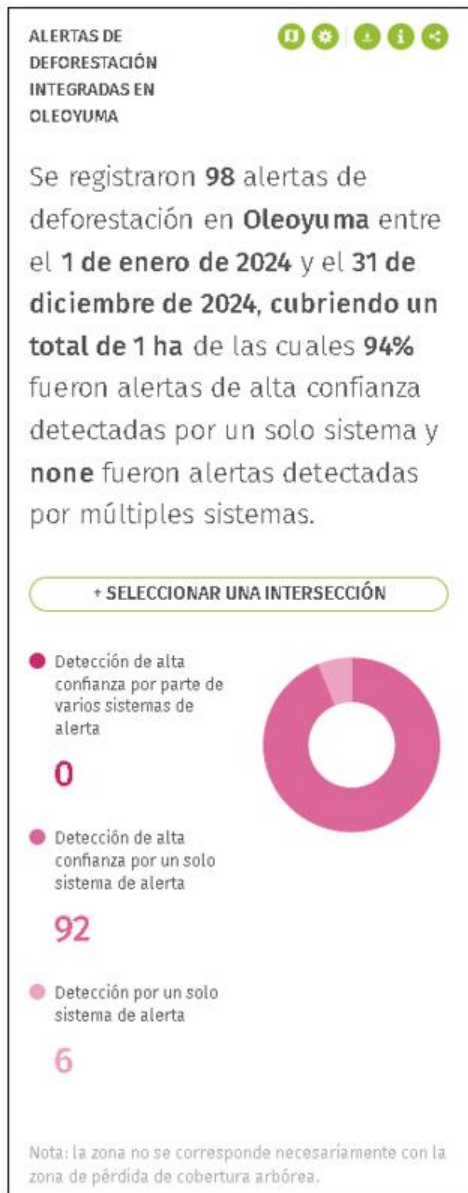 ALERTAS DE
DEFORESTACIÓN
INTEGRADAS EN
OLEOYUMA
Se registraron 98 alertas de
deforestación en Oleoyuma entre
el 1 de enero de 2024 y el 31 de
diciembre de 2024, cubriendo un
total de 1 ha de las cuales 94%
fueron alertas de alta confianza
detectadas por un solo sistema y
none fueron alertas detectadas
por múltiples sistemas.
+ SELECCIONAR UNA INTERSECCIÓN
Detección de alta
confianza por parte de
varios sistemas de
alerta
0
Detección de alta
confianza por un solo
sistema de alerta
92
Detección por un solo
sistema de alerta
6
Nota: la zona no se corresponde necesariamente con la
zona de pérdida de cobertura arbórea.